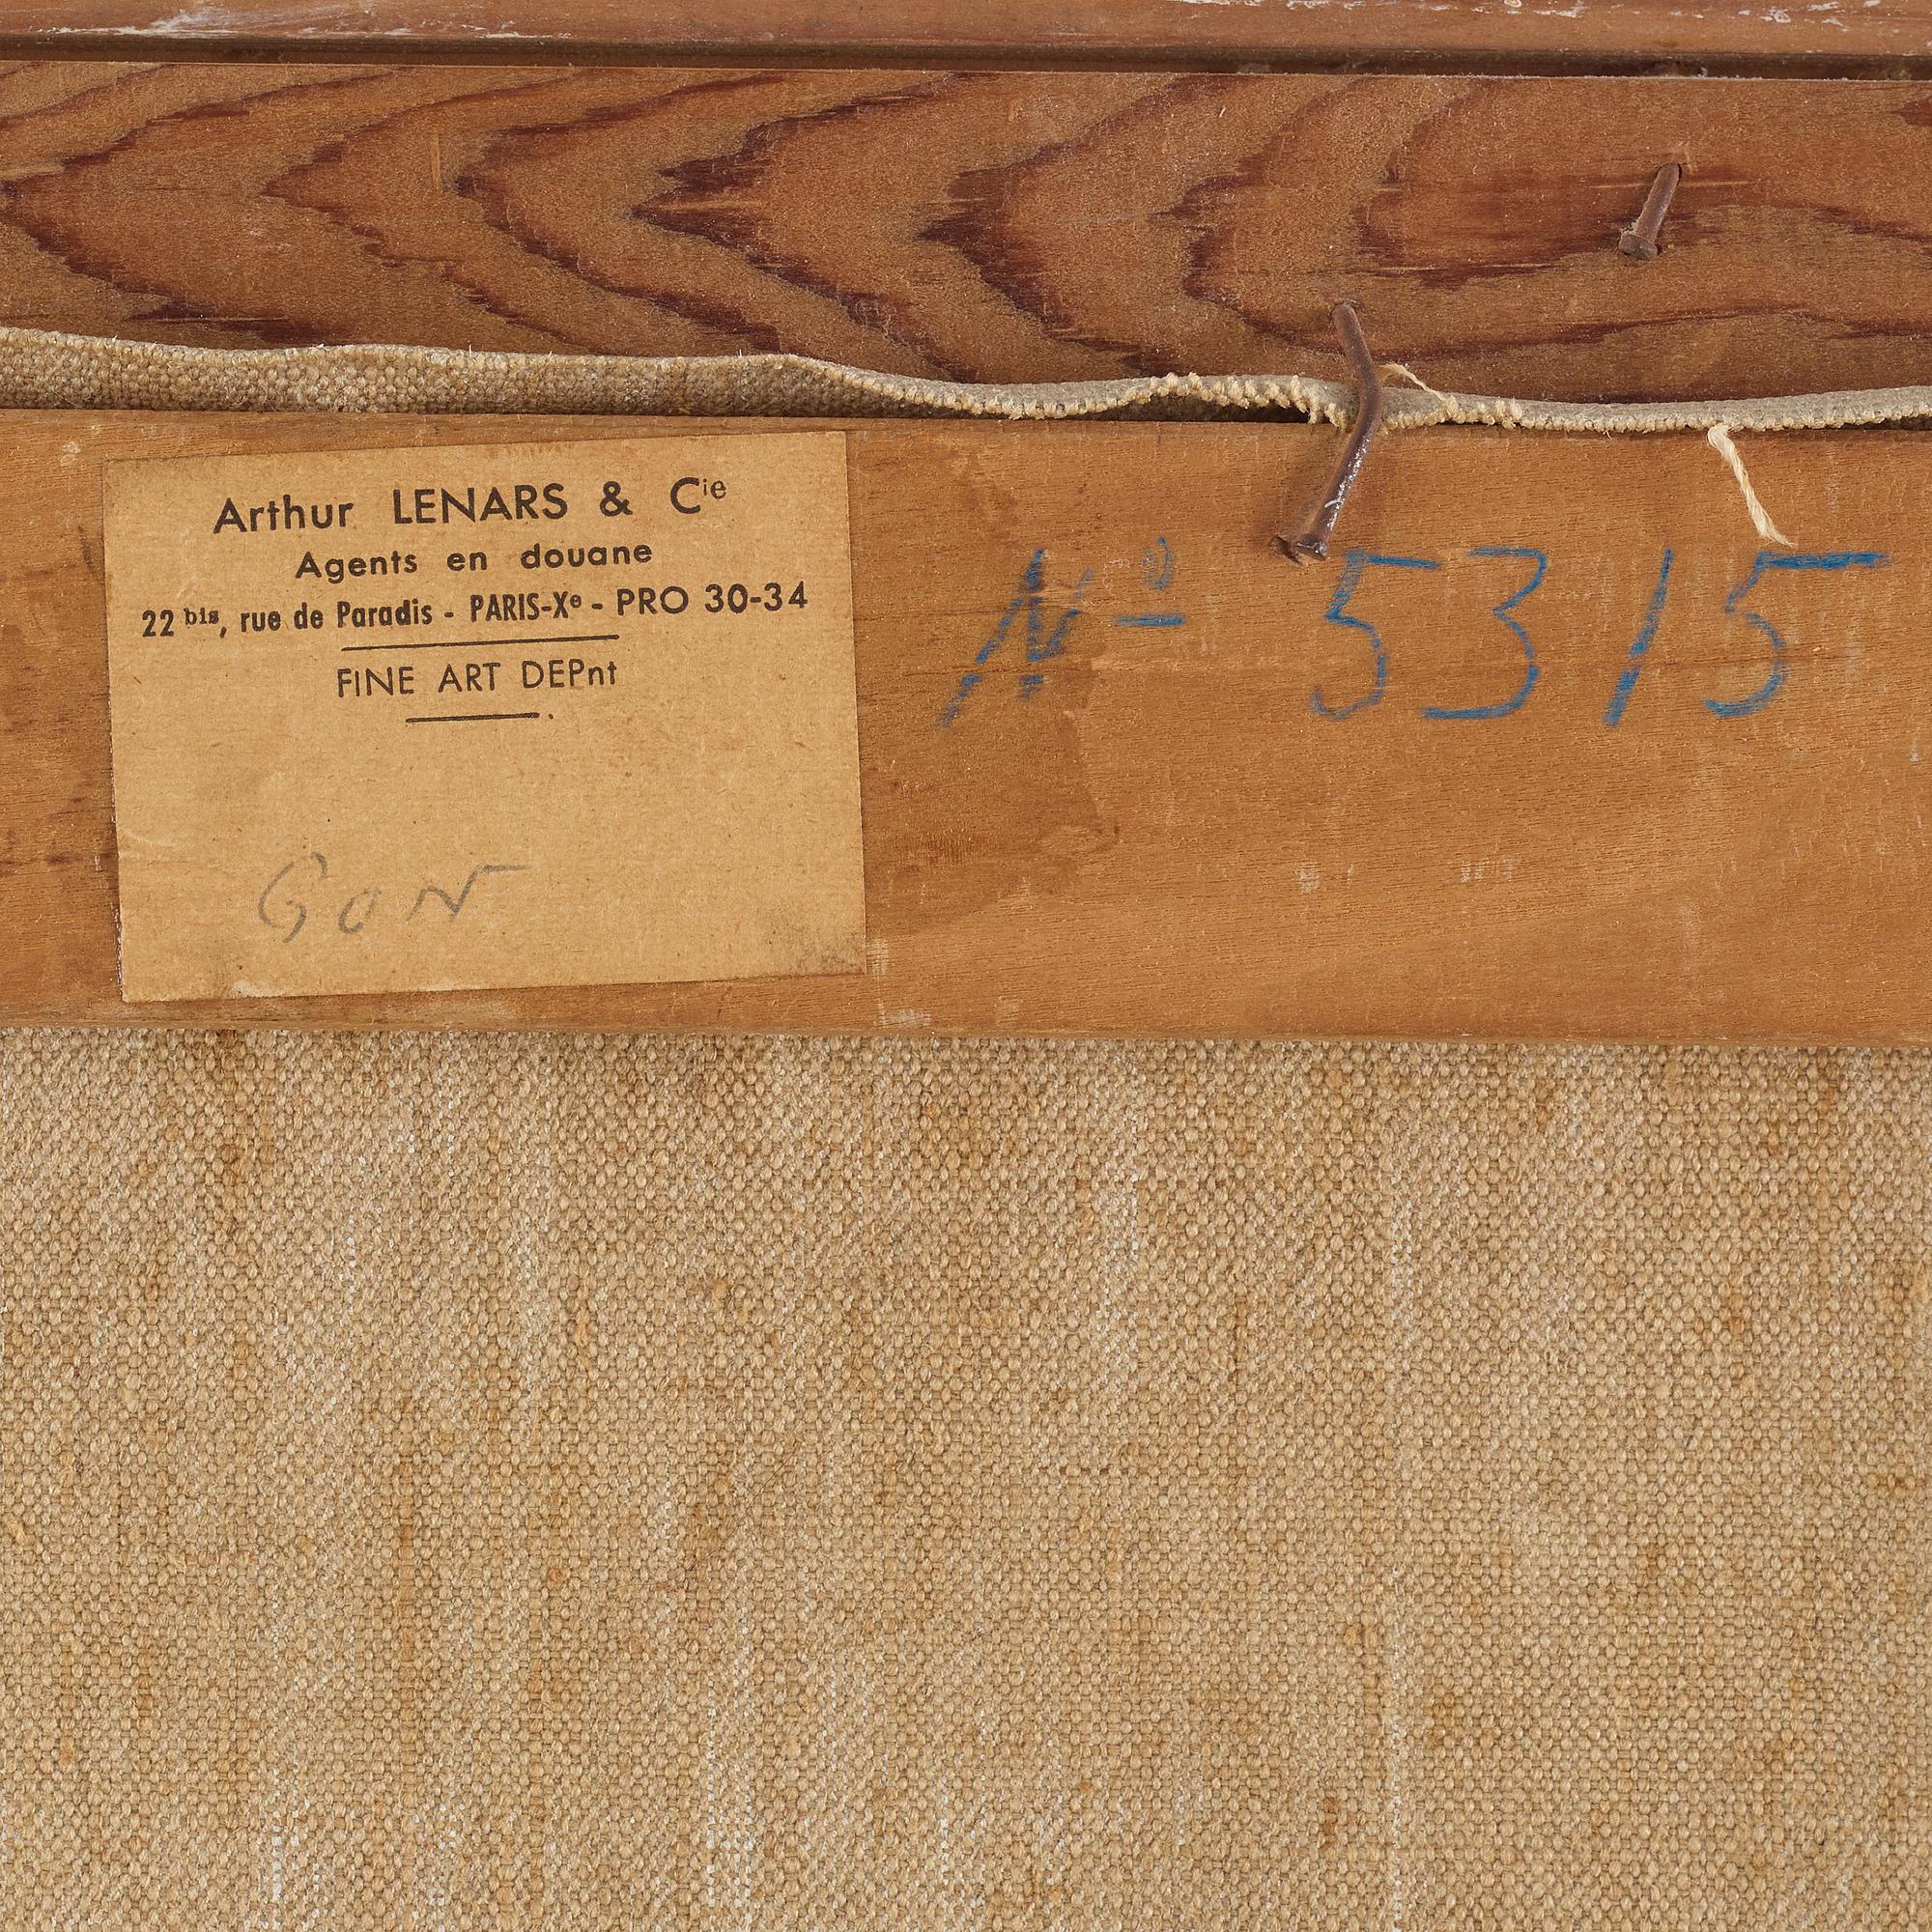 Arthur LENARS & Cie
Agents en douane
22 bis, rue de Paradis - PARIS-Xe - PRO 30-34
FINE ART DEPnt
GON
Nº 5315